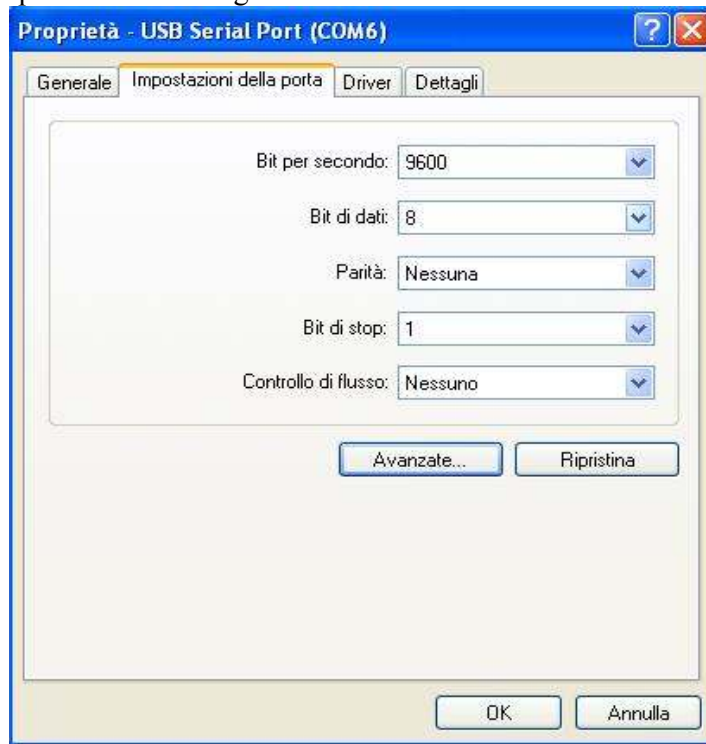 Proprietà - USB Serial Port (COM6)
Generale Impostazioni della porta Driver Dettagli
Bit per secondo: 9600
Bit di dati: 8
Parità: Nessuna
Bit di stop: 1
Controllo di flusso: Nessuno
Avanzate... Ripristina
OK Annulla